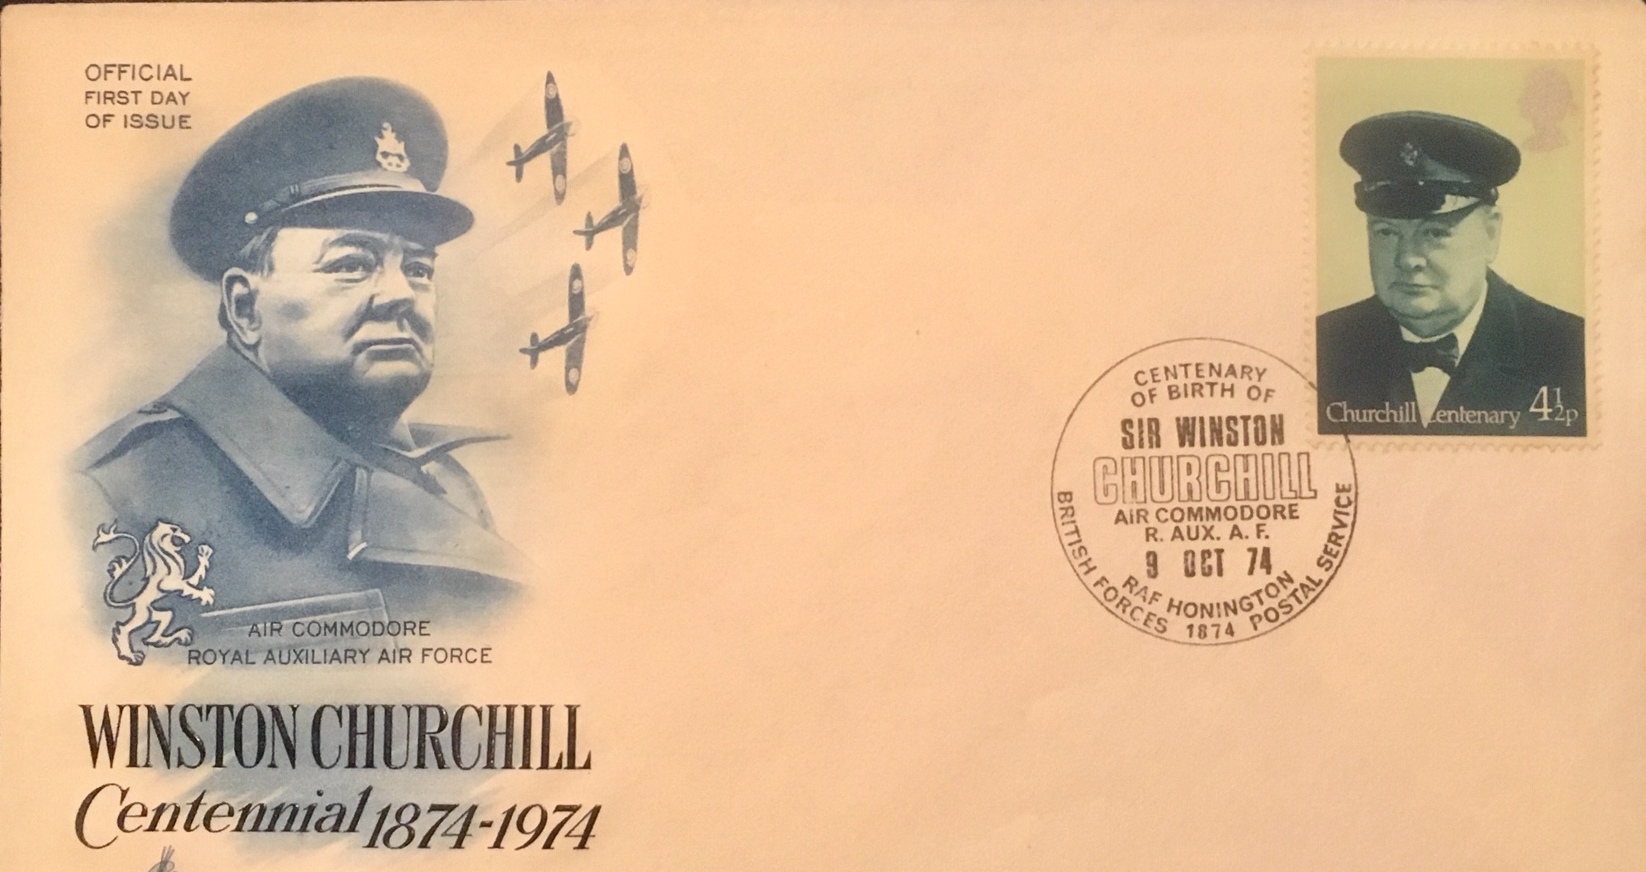 OFFICIAL
FIRST DAY
OF ISSUE
AIR COMMODORE
ROYAL AUXILIARY AIR FORCE
WINSTON CHURCHILL
Centennial 1874-1974
Churchill Centenary 4½p
CENTENARY
OF BIRTH OF
SIR WINSTON
CHURCHILL
AIR COMMODORE
R. AUX. A. F.
9 OCT 74
RAF HONINGTON
BRITISH FORCES 1874 POSTAL SERVICE